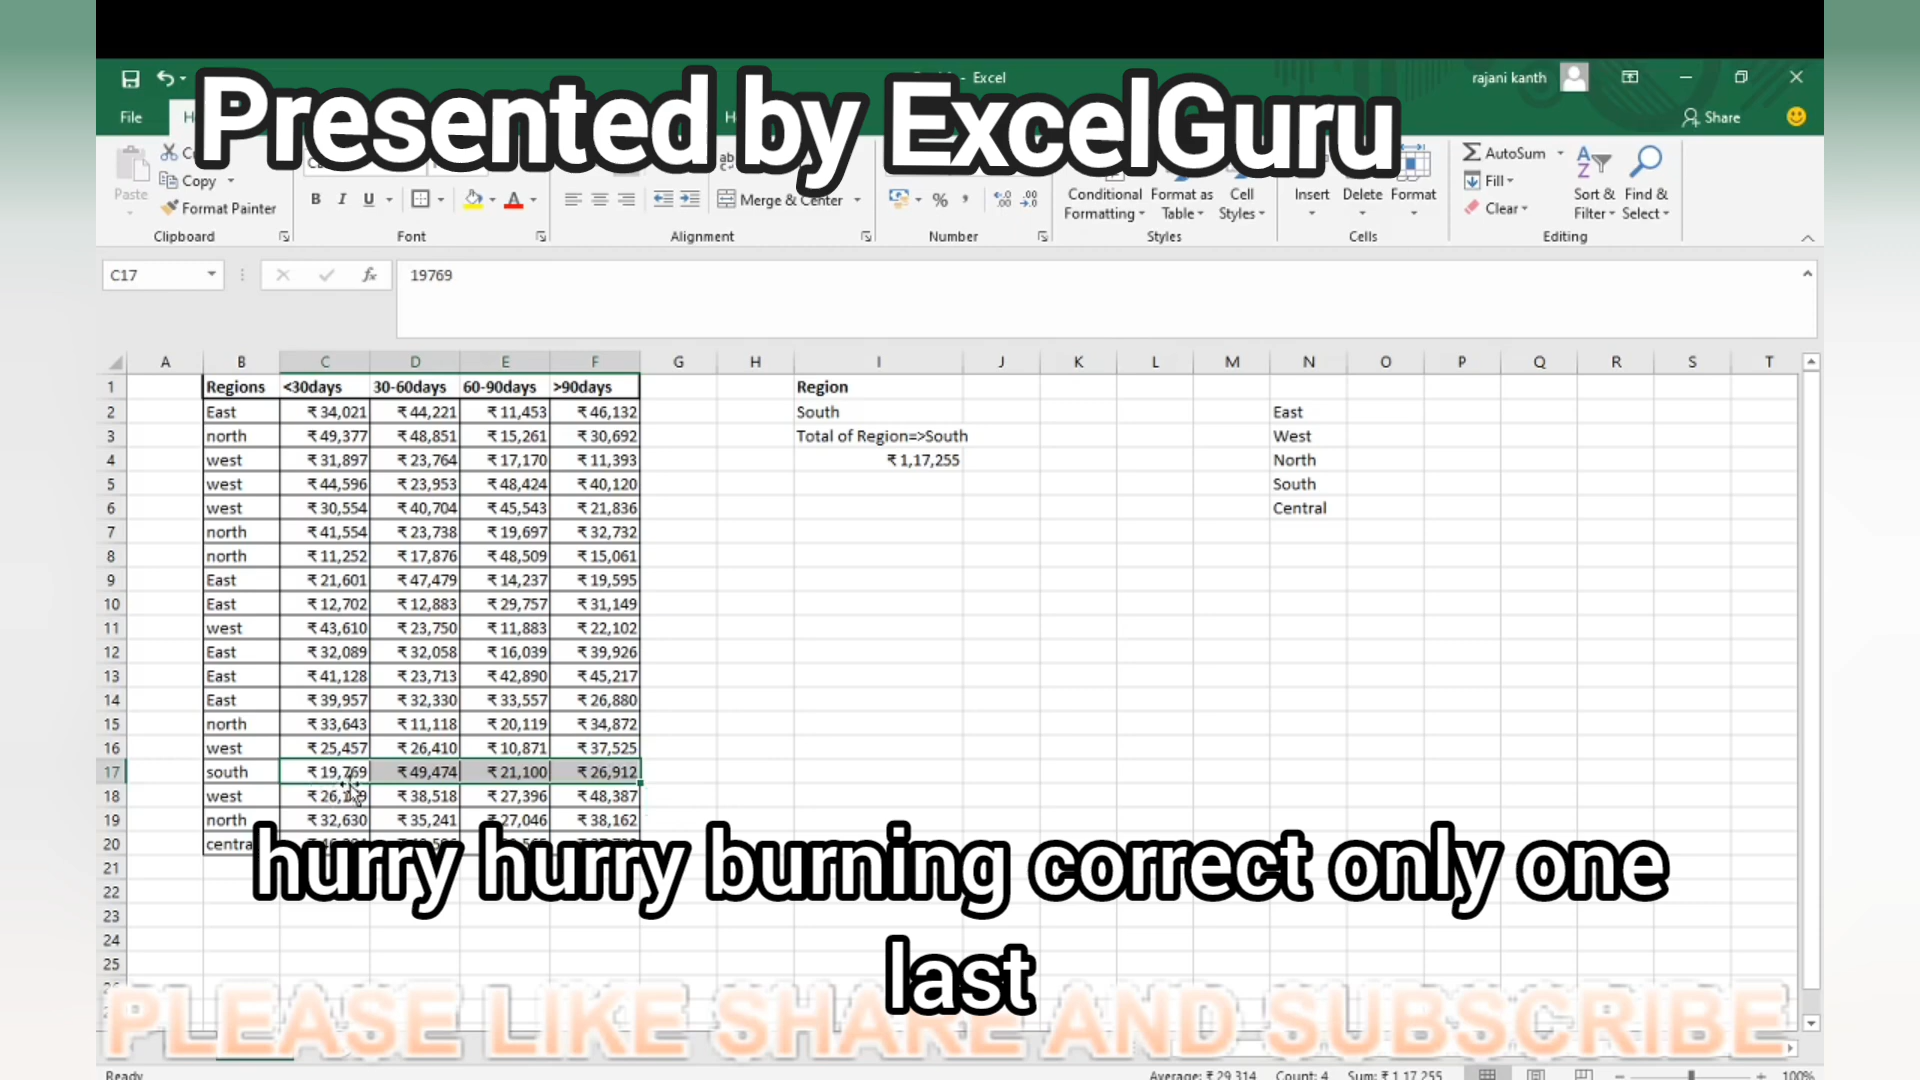 Presented by ExcelGuru
- Excel
rajani kanth
File
Share
Paste
Copy
Format Painter
Clipboard
B I U
Font
Merge & Center
Alignment
%
Number
Conditional Formatting
Format as Table
Cell Styles
Styles
Insert
Delete
Format
Cells
AutoSum
Fill
Clear
Sort & Filter
Find & Select
Editing
C17
fx
19769
A B C D E F G H I J K L M N O P Q R S T
1 Regions <30days 30-60days 60-90days >90days Region
2 East ₹ 34,021 ₹ 44,221 ₹ 11,453 ₹ 46,132 South East
3 north ₹ 49,377 ₹ 48,851 ₹ 15,261 ₹ 30,692 Total of Region=>South West
4 west ₹ 31,897 ₹ 23,764 ₹ 17,170 ₹ 11,393 ₹ 1,17,255 North
5 west ₹ 44,596 ₹ 23,953 ₹ 48,424 ₹ 40,120 South
6 west ₹ 30,554 ₹ 40,704 ₹ 45,543 ₹ 21,836 Central
7 north ₹ 41,554 ₹ 23,738 ₹ 19,697 ₹ 32,732
8 north ₹ 11,252 ₹ 17,876 ₹ 48,509 ₹ 15,061
9 East ₹ 21,601 ₹ 47,479 ₹ 14,237 ₹ 19,595
10 East ₹ 12,702 ₹ 12,883 ₹ 29,757 ₹ 31,149
11 west ₹ 43,610 ₹ 23,750 ₹ 11,883 ₹ 22,102
12 East ₹ 32,089 ₹ 32,058 ₹ 16,039 ₹ 39,926
13 East ₹ 41,128 ₹ 23,713 ₹ 42,890 ₹ 45,217
14 East ₹ 39,957 ₹ 32,330 ₹ 33,557 ₹ 26,880
15 north ₹ 33,643 ₹ 11,118 ₹ 20,119 ₹ 34,872
16 west ₹ 25,457 ₹ 26,410 ₹ 10,871 ₹ 37,525
17 south ₹ 19,769 ₹ 49,474 ₹ 21,100 ₹ 26,912
18 west ₹ 38,518 ₹ 27,396 ₹ 48,387
19 north ₹ 32,630 ₹ 35,241 ₹ 27,046 ₹ 38,162
20
21
22
23
24
25
hurry hurry burning correct only one
last
PLEASE LIKE SHARE AND SUBSCRIBE
Ready
Average: ₹ 29,314 Count: 4 Sum: ₹ 1,17,255
100%